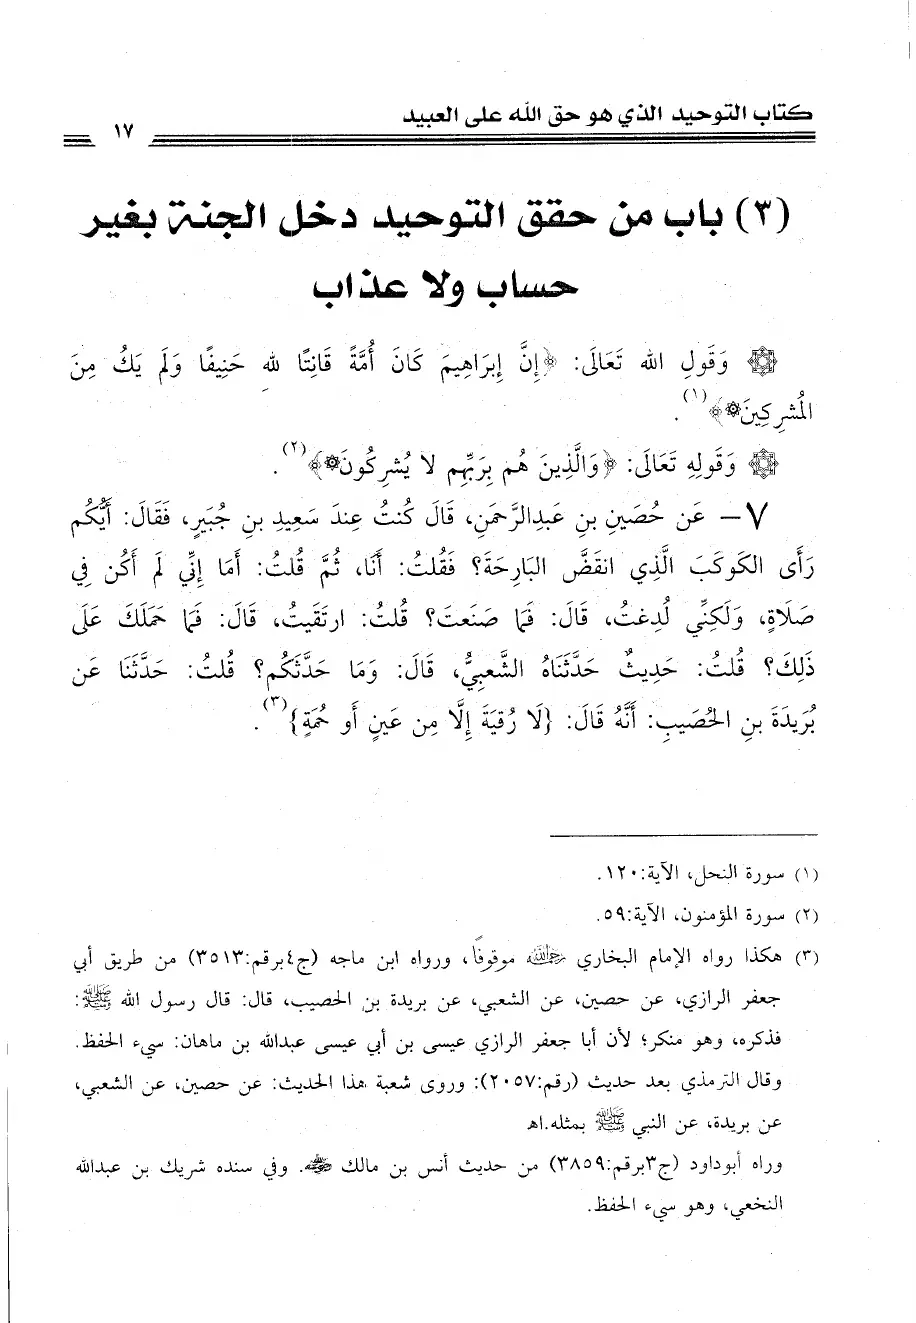 كتاب التوحيد الذي هو حق الله على العبيد
١٧
(٣) باب من حقق التوحيد دخل الجنة بغير
حساب ولا عذاب
وَقَولِ الله تَعَالَى: ﴿إِنَّ إِبرَاهِيمَ كَانَ أُمَّةً قَانِتًا لله حَنِيفًا وَلَم يَكُ مِنَ
المُشرِكِينَ﴾(١).
وَقَولِهِ تَعَالَى: ﴿وَالَّذِينَ هُم بِرَبِّهِم لا يُشرِكُونَ﴾(٢).
٧– عَن حُصَينِ بنِ عَبدِالرَّحمَنِ، قَالَ كُنتُ عِندَ سَعِيدِ بنِ جُبَيرٍ، فَقَالَ: أَيُّكُم
رَأَى الكَوكَبَ الَّذِي انقَضَّ البَارِحَةَ؟ فَقُلتُ: أَنَا، ثُمَّ قُلتُ: أَمَا إِنِّي لَم أَكُن فِي
صَلَاةٍ، وَلَكِنِّي لُدِغتُ، قَالَ: فَمَا صَنَعتَ؟ قُلتُ: ارتَقَيتُ، قَالَ: فَمَا حَمَلَكَ عَلَى
ذَلِكَ؟ قُلتُ: حَدِيثٌ حَدَّثَنَاهُ الشَّعبِيُّ، قَالَ: وَمَا حَدَّثَكُم؟ قُلتُ: حَدَّثَنَا عَن
بُرَيدَةَ بنِ الحُصَيبِ: أَنَّهُ قَالَ: {لَا رُقيَةَ إِلَّا مِن عَينٍ أَو حُمَةٍ}(٣).
(١) سورة النحل، الآية:١٢٠.
(٢) سورة المؤمنون، الآية:٥٩.
(٣) هكذا رواه الإمام البخاري رحمه الله موقوفًا، ورواه ابن ماجه (ج٤برقم:٣٥١٣) من طريق أبي
جعفر الرازي، عن حصين، عن الشعبي، عن بريدة بن الحصيب، قال: قال رسول الله ﷺ:
فذكره، وهو منكر؛ لأن أبا جعفر الرازي عيسى بن أبي عيسى عبدالله بن ماهان: سيء الحفظ.
وقال الترمذي بعد حديث (رقم:٢٠٥٧): وروى شعبة هذا الحديث: عن حصين، عن الشعبي،
عن بريدة، عن النبي ﷺ بمثله.اهـ
وراه أبوداود (ج٣برقم:٣٨٥٩) من حديث أنس بن مالك رضي الله عنه. وفي سنده شريك بن عبدالله
النخعي، وهو سيء الحفظ.